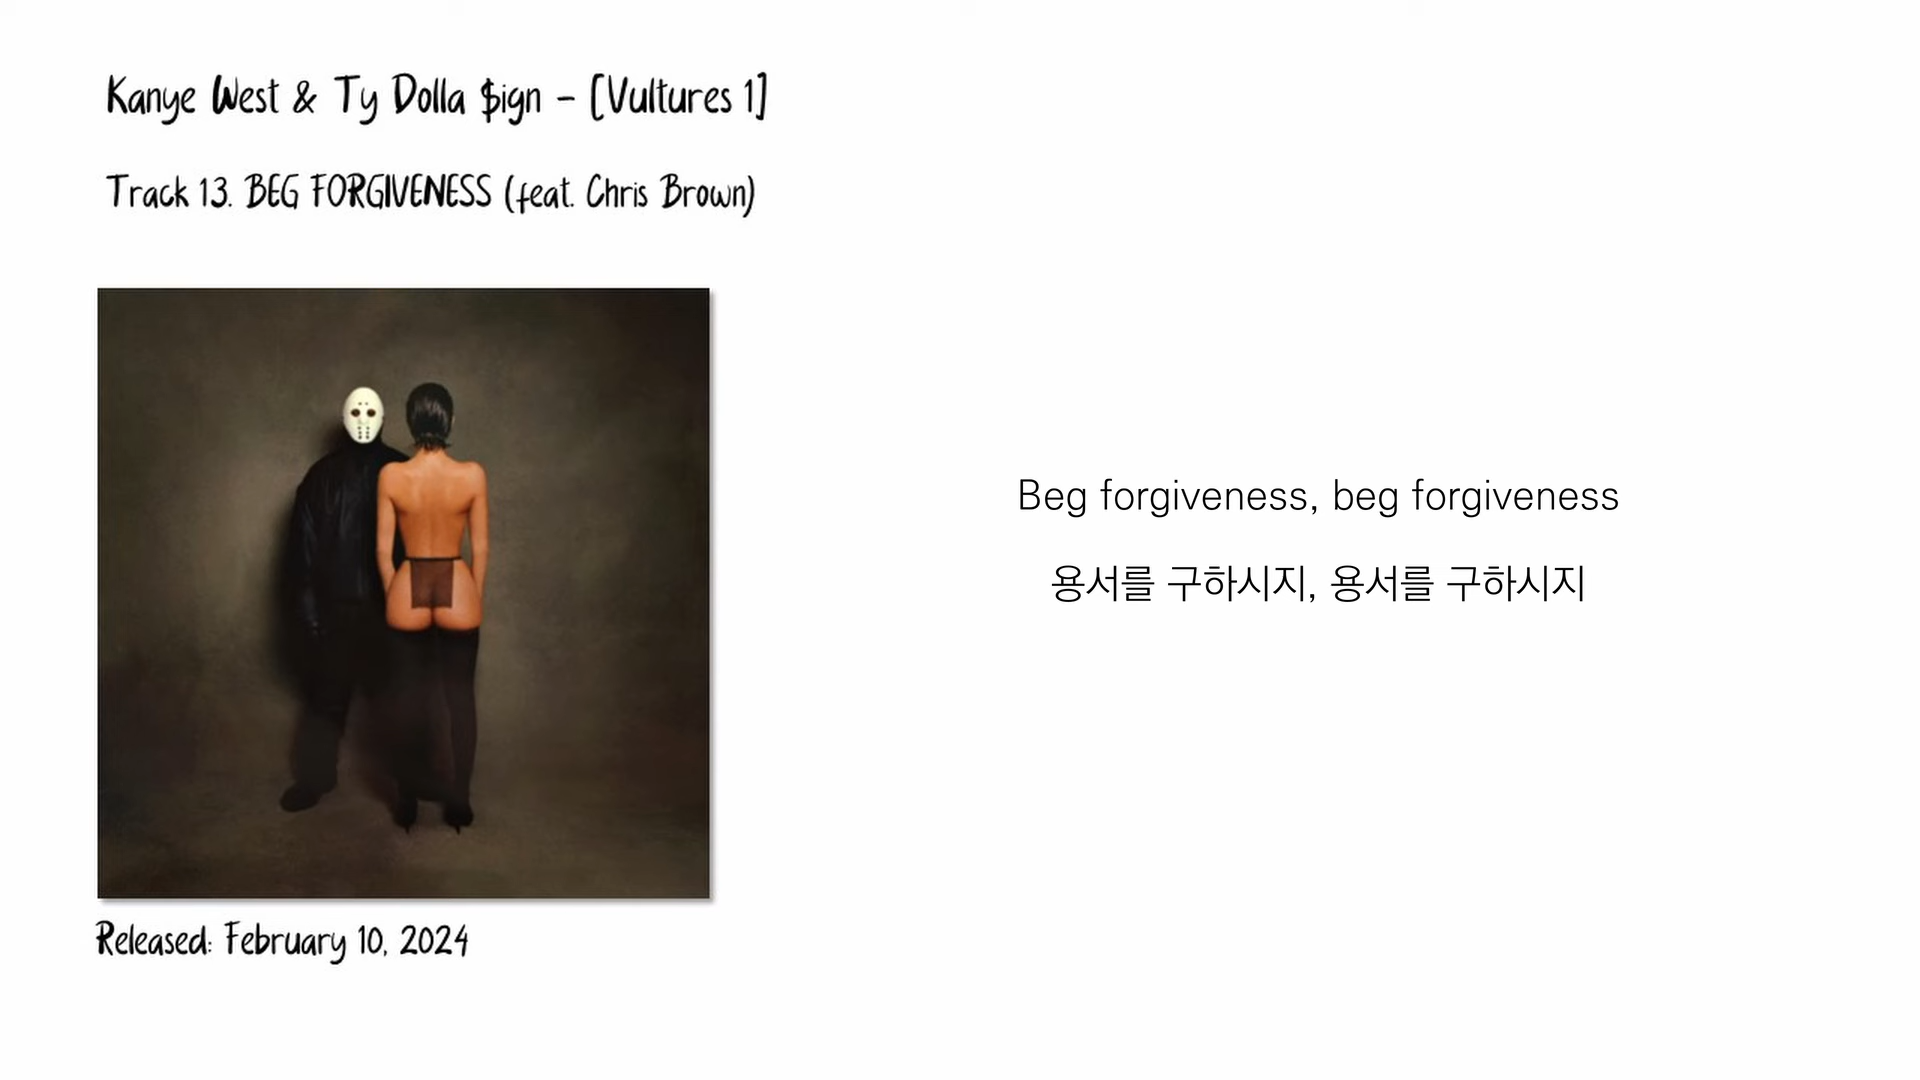 Kanye West & Ty Dolla $ign - [Vultures 1]
Track 13. BEG FORGIVENESS (feat. Chris Brown)
Beg forgiveness, beg forgiveness
용서를 구하시지, 용서를 구하시지
Released: February 10, 2024